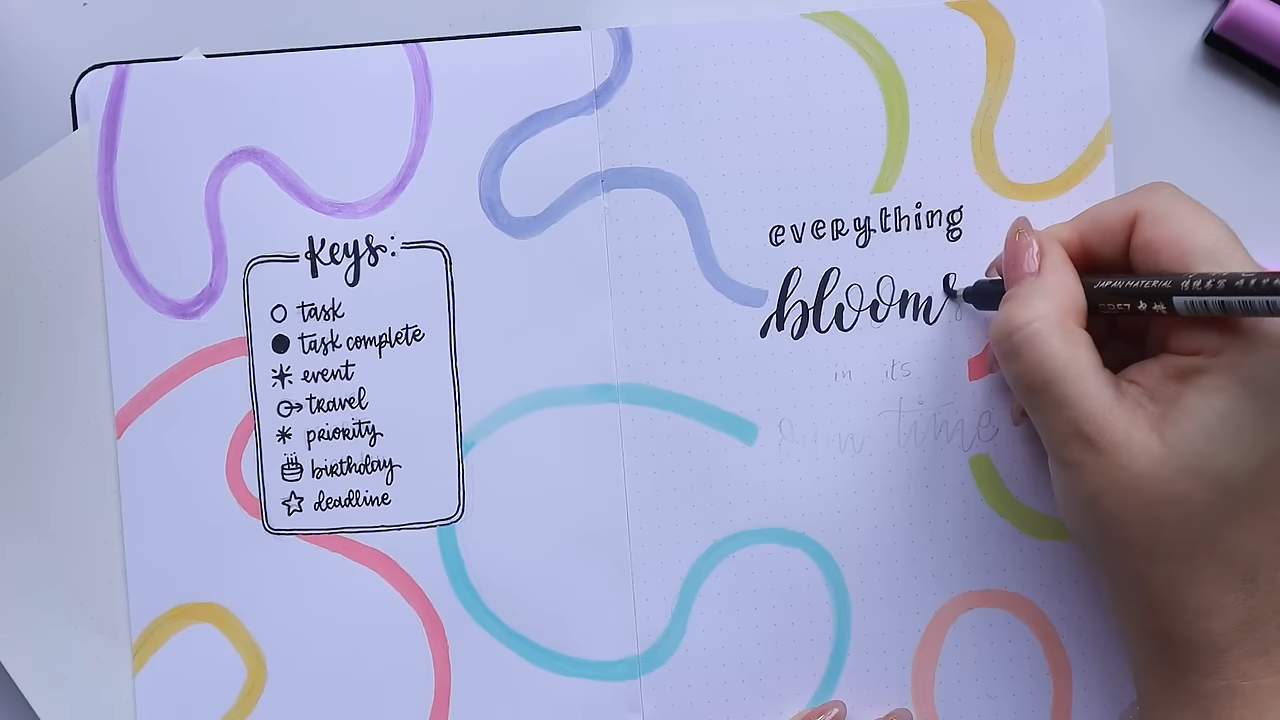 Keys:
task
task complete
event
travel
priority
birthday
deadline
everything
blooms
in its
own time
JAPAN MATERIAL